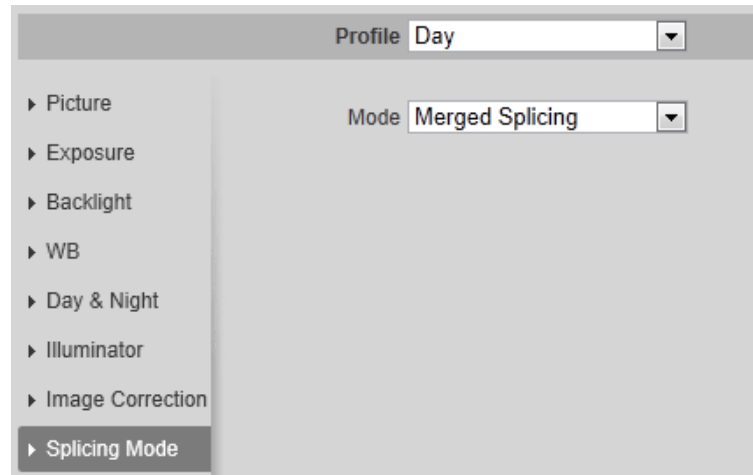 Profile Day
Picture
Mode Merged Splicing
Exposure
Backlight
WB
Day & Night
Illuminator
Image Correction
Splicing Mode